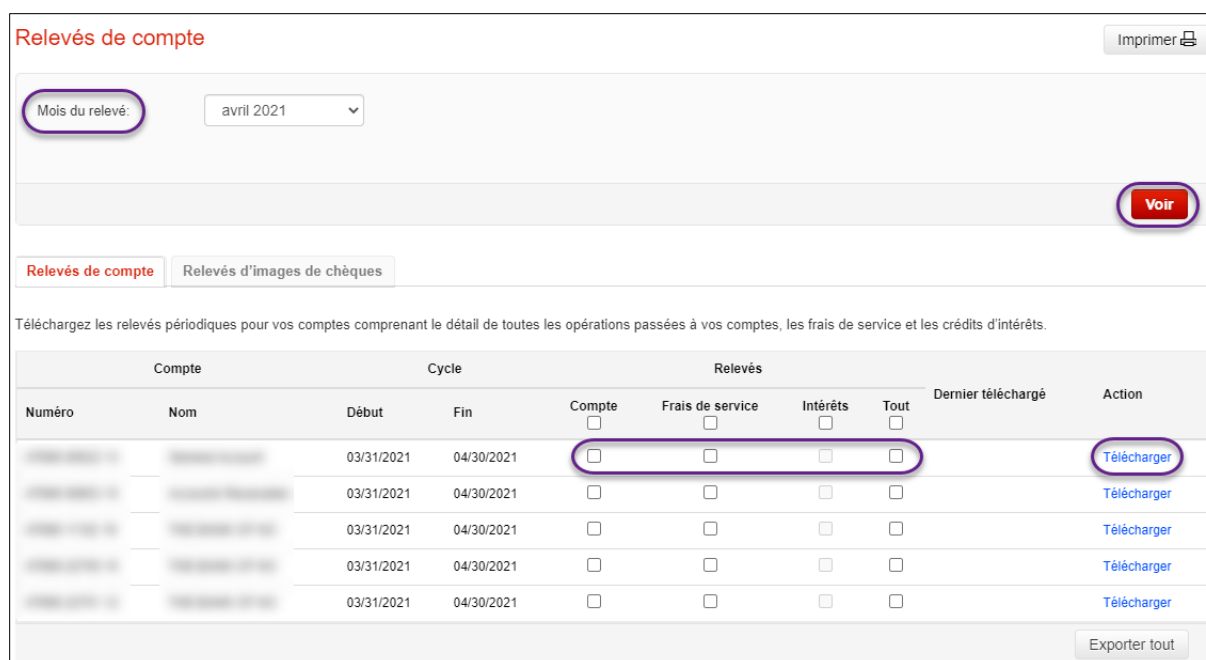 Relevés de compte
Imprimer
Mois du relevé:
avril 2021
Voir
Relevés de compte
Relevés d'images de chèques
Téléchargez les relevés périodiques pour vos comptes comprenant le détail de toutes les opérations passées à vos comptes, les frais de service et les crédits d'intérêts.
Compte Cycle Relevés
Dernier téléchargé Action
Numéro Nom Début Fin Compte Frais de service Intérêts Tout
03/31/2021 04/30/2021 Télécharger
03/31/2021 04/30/2021 Télécharger
03/31/2021 04/30/2021 Télécharger
03/31/2021 04/30/2021 Télécharger
03/31/2021 04/30/2021 Télécharger
Exporter tout